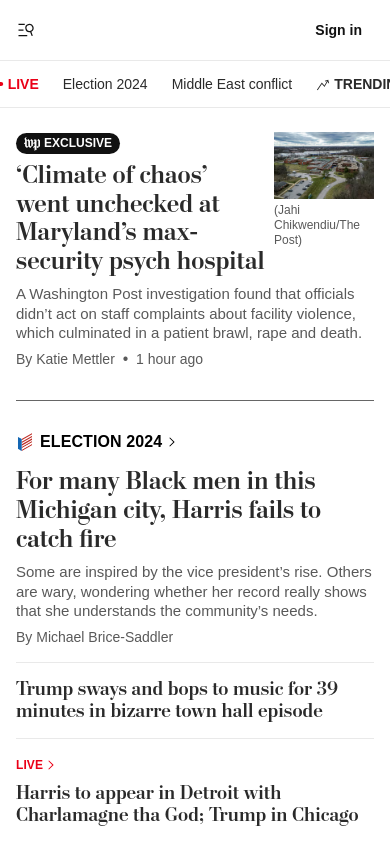 Sign in
LIVE
Election 2024
Middle East conflict
TRENDIN
wp EXCLUSIVE
‘Climate of chaos’
went unchecked at
Maryland’s max-
security psych hospital
(Jahi
Chikwendiu/The
Post)
A Washington Post investigation found that officials
didn’t act on staff complaints about facility violence,
which culminated in a patient brawl, rape and death.
By Katie Mettler • 1 hour ago
ELECTION 2024
For many Black men in this
Michigan city, Harris fails to
catch fire
Some are inspired by the vice president’s rise. Others
are wary, wondering whether her record really shows
that she understands the community’s needs.
By Michael Brice-Saddler
Trump sways and bops to music for 39
minutes in bizarre town hall episode
LIVE
Harris to appear in Detroit with
Charlamagne tha God; Trump in Chicago